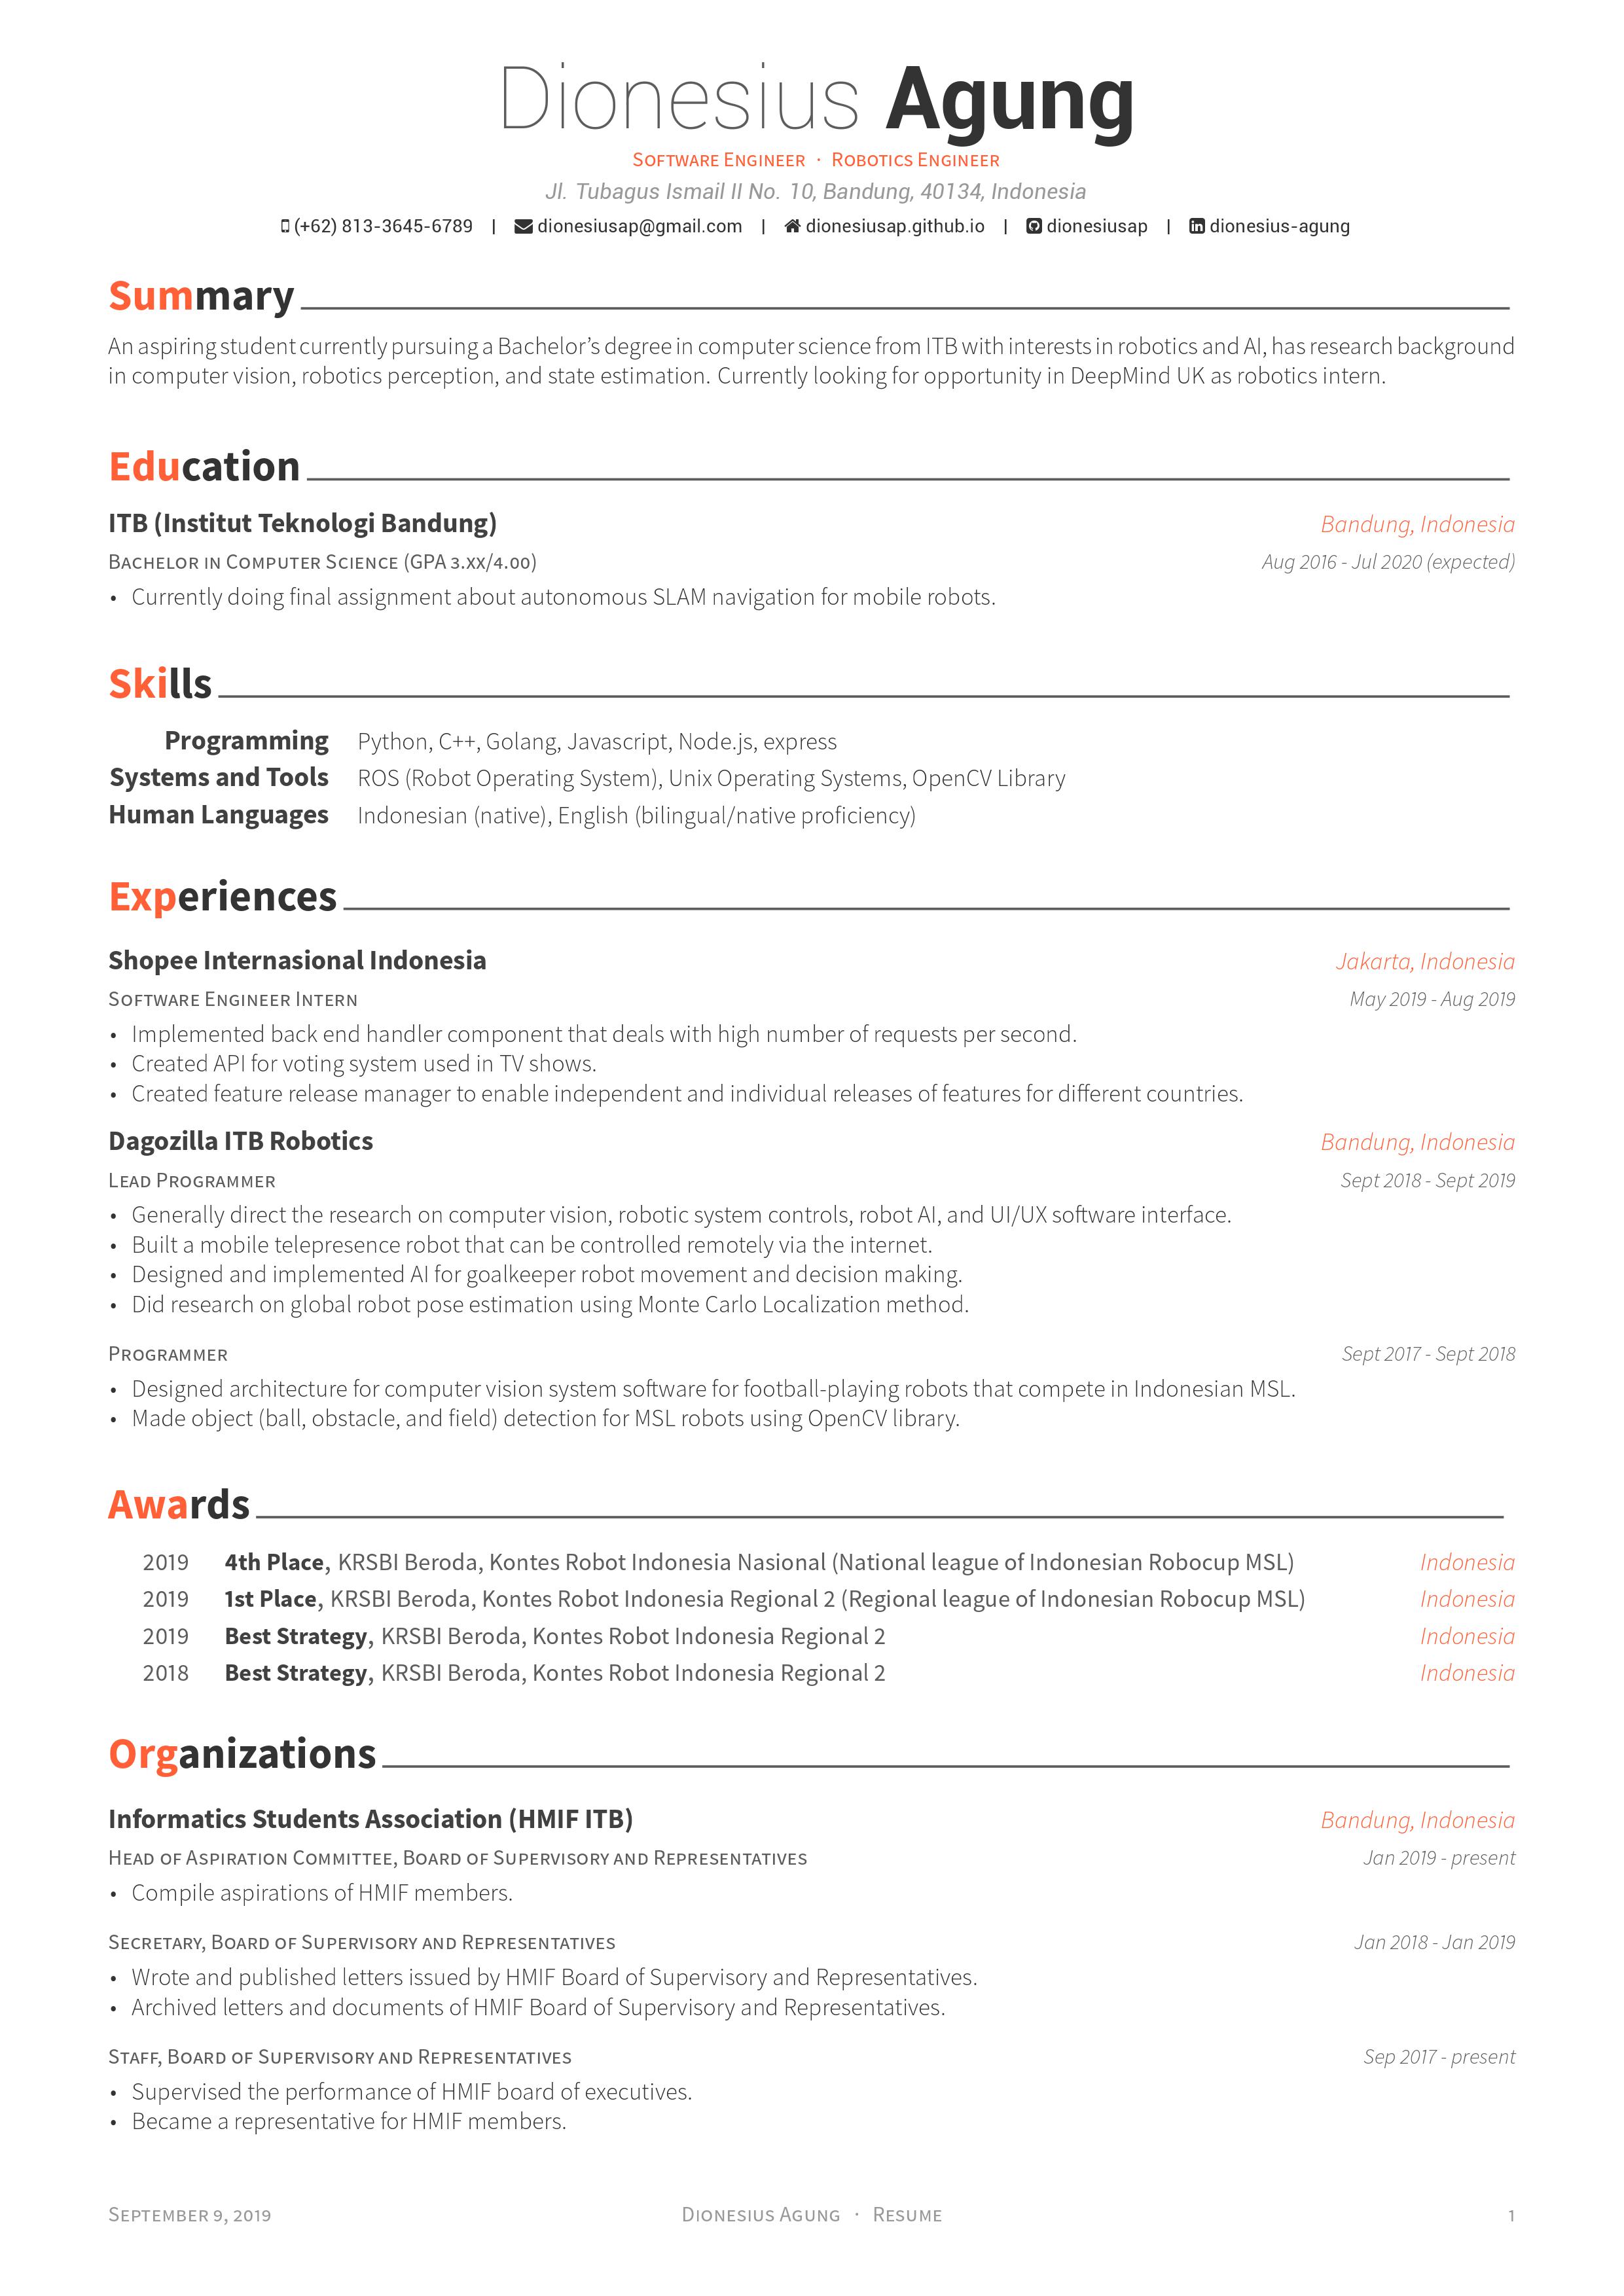 Dionesius Agung
Software Engineer · Robotics Engineer
Jl. Tubagus Ismail II No. 10, Bandung, 40134, Indonesia
(+62) 813-3645-6789 | dionesiusap@gmail.com | dionesiusap.github.io | dionesiusap | dionesius-agung
Summary
An aspiring student currently pursuing a Bachelor’s degree in computer science from ITB with interests in robotics and AI, has research background
in computer vision, robotics perception, and state estimation. Currently looking for opportunity in DeepMind UK as robotics intern.
Education
ITB (Institut Teknologi Bandung) Bandung, Indonesia
Bachelor in Computer Science (GPA 3.xx/4.00) Aug 2016 - Jul 2020 (expected)
• Currently doing final assignment about autonomous SLAM navigation for mobile robots.
Skills
Programming Python, C++, Golang, Javascript, Node.js, express
Systems and Tools ROS (Robot Operating System), Unix Operating Systems, OpenCV Library
Human Languages Indonesian (native), English (bilingual/native proficiency)
Experiences
Shopee Internasional Indonesia Jakarta, Indonesia
Software Engineer Intern May 2019 - Aug 2019
• Implemented back end handler component that deals with high number of requests per second.
• Created API for voting system used in TV shows.
• Created feature release manager to enable independent and individual releases of features for different countries.
Dagozilla ITB Robotics Bandung, Indonesia
Lead Programmer Sept 2018 - Sept 2019
• Generally direct the research on computer vision, robotic system controls, robot AI, and UI/UX software interface.
• Built a mobile telepresence robot that can be controlled remotely via the internet.
• Designed and implemented AI for goalkeeper robot movement and decision making.
• Did research on global robot pose estimation using Monte Carlo Localization method.
Programmer Sept 2017 - Sept 2018
• Designed architecture for computer vision system software for football-playing robots that compete in Indonesian MSL.
• Made object (ball, obstacle, and field) detection for MSL robots using OpenCV library.
Awards
2019 4th Place, KRSBI Beroda, Kontes Robot Indonesia Nasional (National league of Indonesian Robocup MSL) Indonesia
2019 1st Place, KRSBI Beroda, Kontes Robot Indonesia Regional 2 (Regional league of Indonesian Robocup MSL) Indonesia
2019 Best Strategy, KRSBI Beroda, Kontes Robot Indonesia Regional 2 Indonesia
2018 Best Strategy, KRSBI Beroda, Kontes Robot Indonesia Regional 2 Indonesia
Organizations
Informatics Students Association (HMIF ITB) Bandung, Indonesia
Head of Aspiration Committee, Board of Supervisory and Representatives Jan 2019 - present
• Compile aspirations of HMIF members.
Secretary, Board of Supervisory and Representatives Jan 2018 - Jan 2019
• Wrote and published letters issued by HMIF Board of Supervisory and Representatives.
• Archived letters and documents of HMIF Board of Supervisory and Representatives.
Staff, Board of Supervisory and Representatives Sep 2017 - present
• Supervised the performance of HMIF board of executives.
• Became a representative for HMIF members.
September 9, 2019 Dionesius Agung · Resume 1